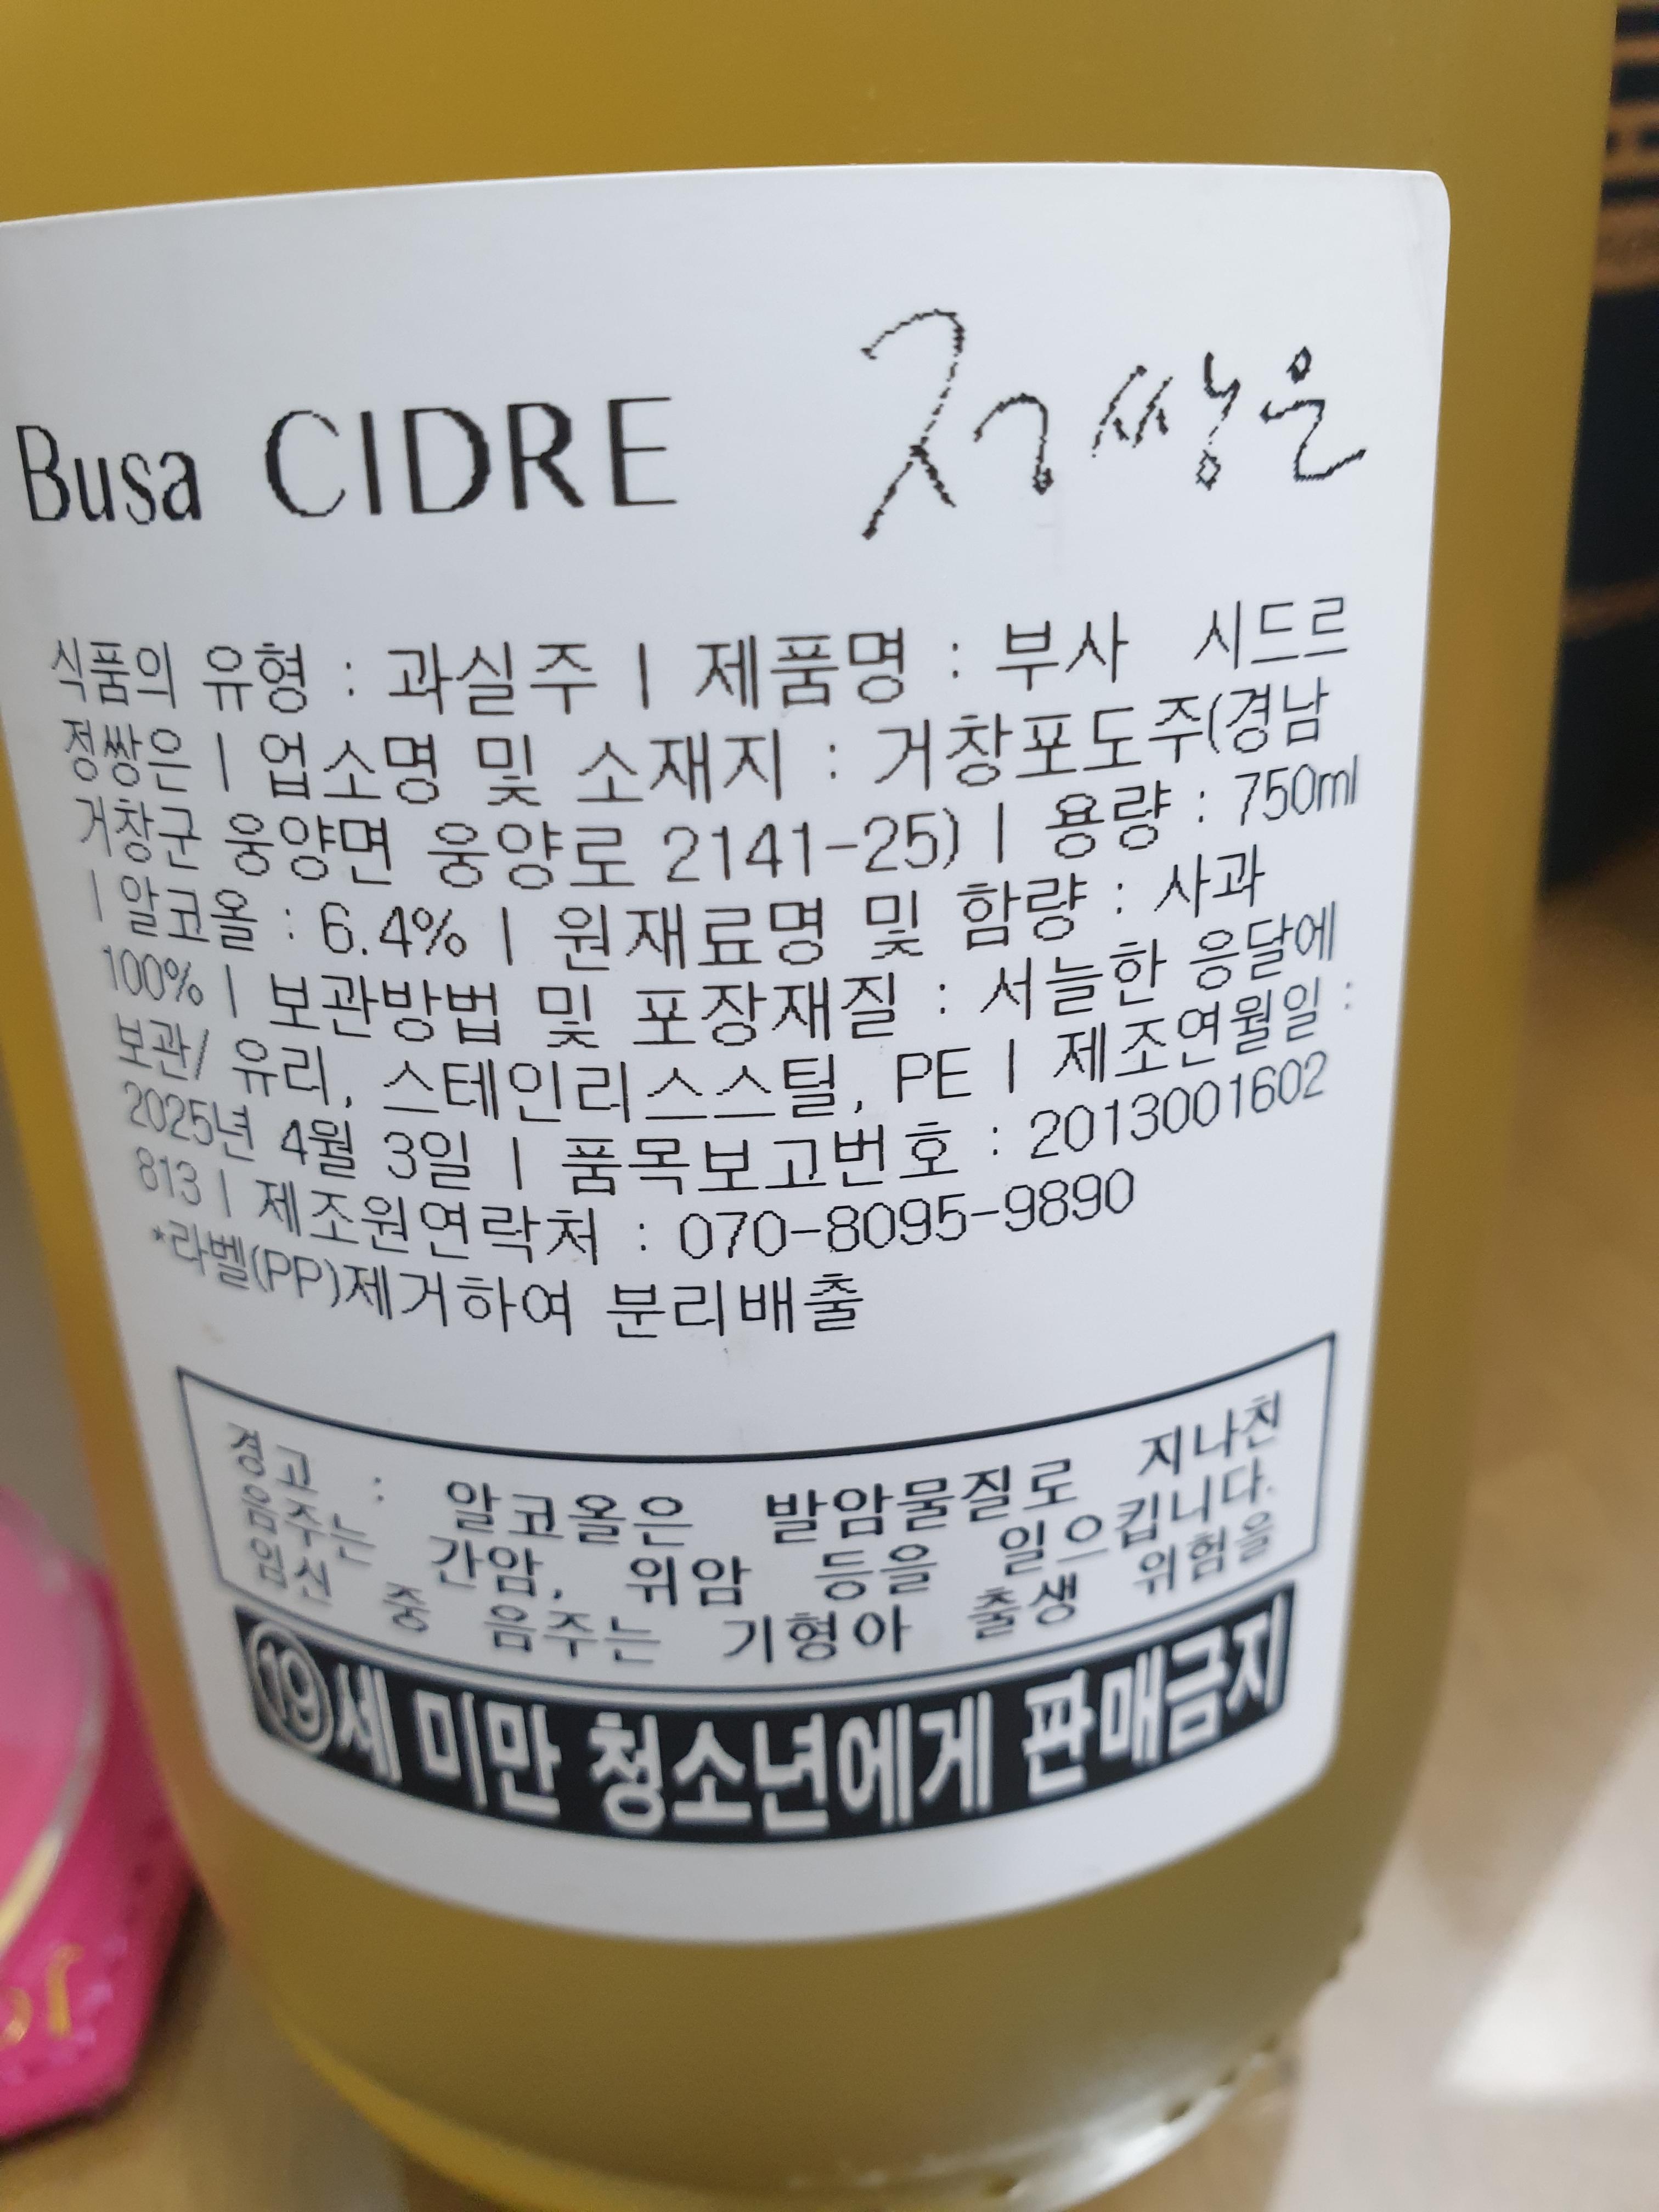 Busa CIDRE 정쌍은
식품의 유형 : 과실주 | 제품명 : 부사 시드르
정쌍은 | 업소명 및 소재지 : 거창포도주(경남
거창군 웅양면 웅양로 2141-25) | 용량 : 750ml
| 알코올 : 6.4% | 원재료명 및 함량 : 사과
100% | 보관방법 및 포장재질 : 서늘한 응달에
보관/ 유리, 스테인리스스틸, PE | 제조연월일 :
2025년 4월 3일 | 품목보고번호 : 2013001602
813 | 제조원연락처 : 070-8095-9890
*라벨(PP)제거하여 분리배출
경고 : 알코올은 발암물질로 지나친
음주는 간암, 위암 등을 일으킵니다.
임신 중 음주는 기형아 출생 위험을
19세 미만 청소년에게 판매금지